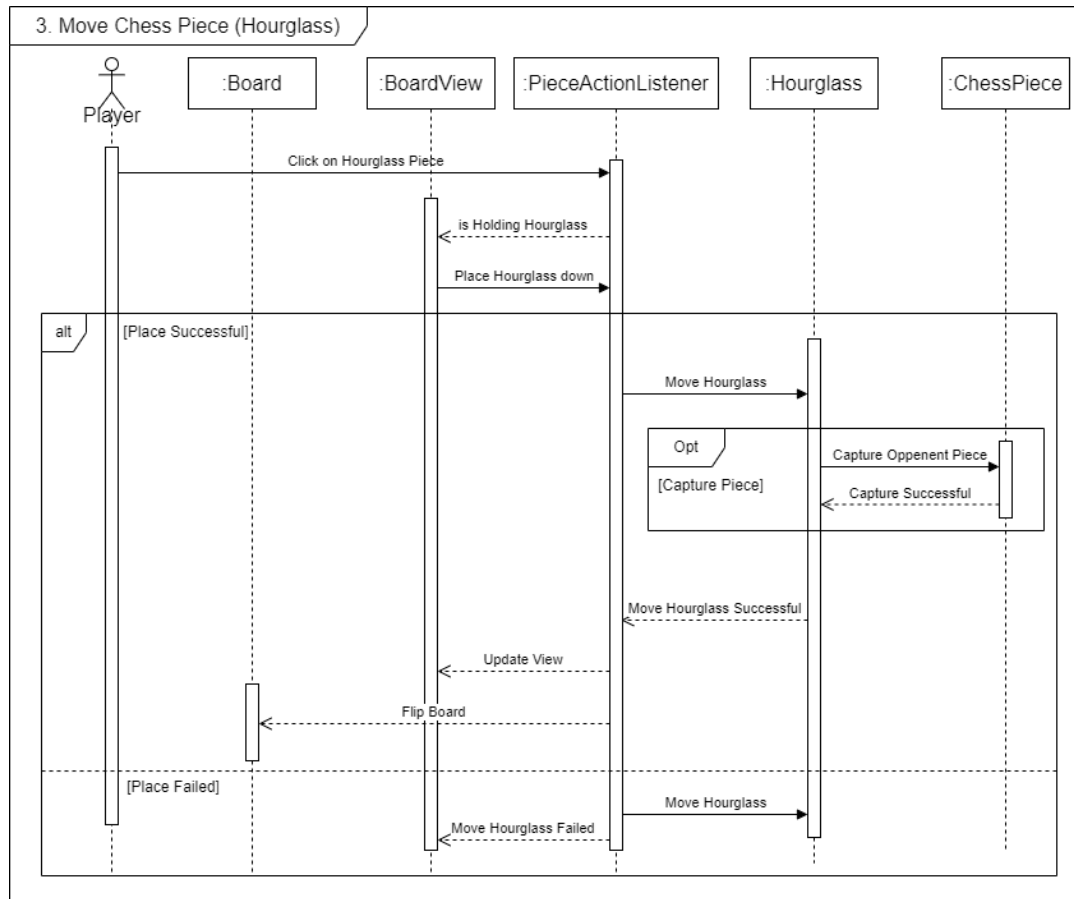 3. Move Chess Piece (Hourglass)
Player
:Board
:BoardView
:PieceActionListener
:Hourglass
:ChessPiece
Click on Hourglass Piece
is Holding Hourglass
Place Hourglass down
alt
[Place Successful]
Move Hourglass
Opt
[Capture Piece]
Capture Oppenent Piece
Capture Successful
Move Hourglass Successful
Update View
Flip Board
[Place Failed]
Move Hourglass
Move Hourglass Failed